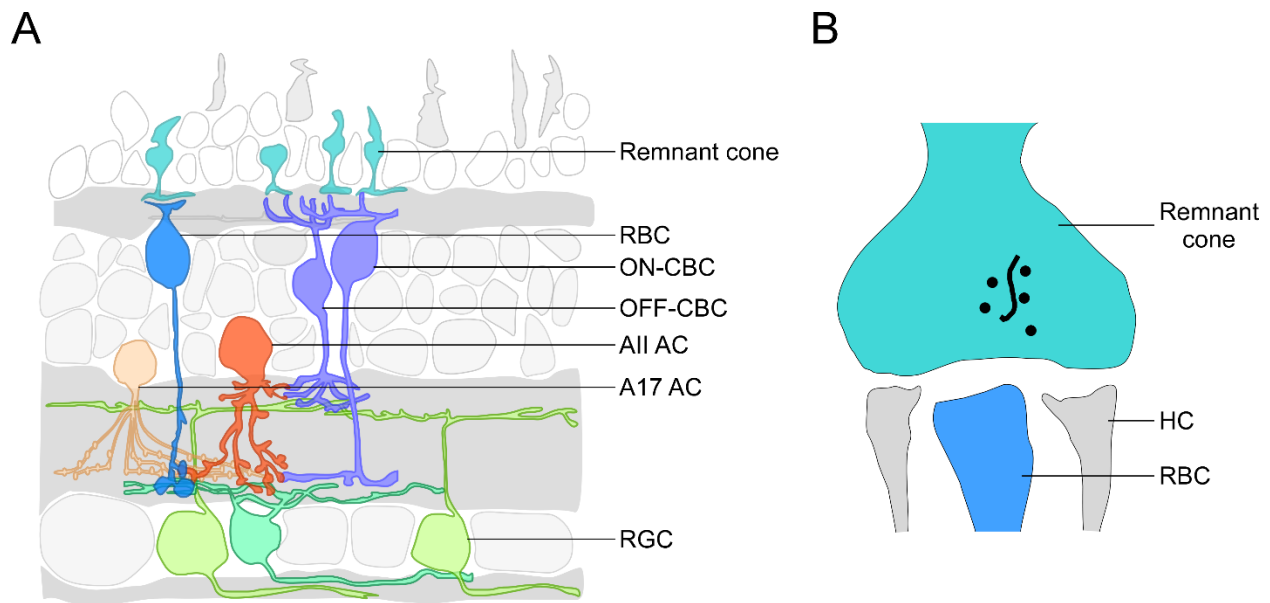 A
Remnant cone
RBC
ON-CBC
OFF-CBC
AII AC
A17 AC
RGC
B
Remnant
cone
HC
RBC